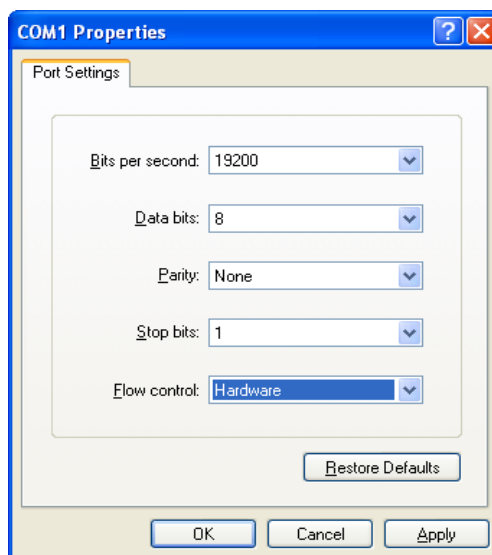 COM1 Properties
Port Settings
Bits per second: 19200
Data bits: 8
Parity: None
Stop bits: 1
Flow control: Hardware
Restore Defaults
OK Cancel Apply